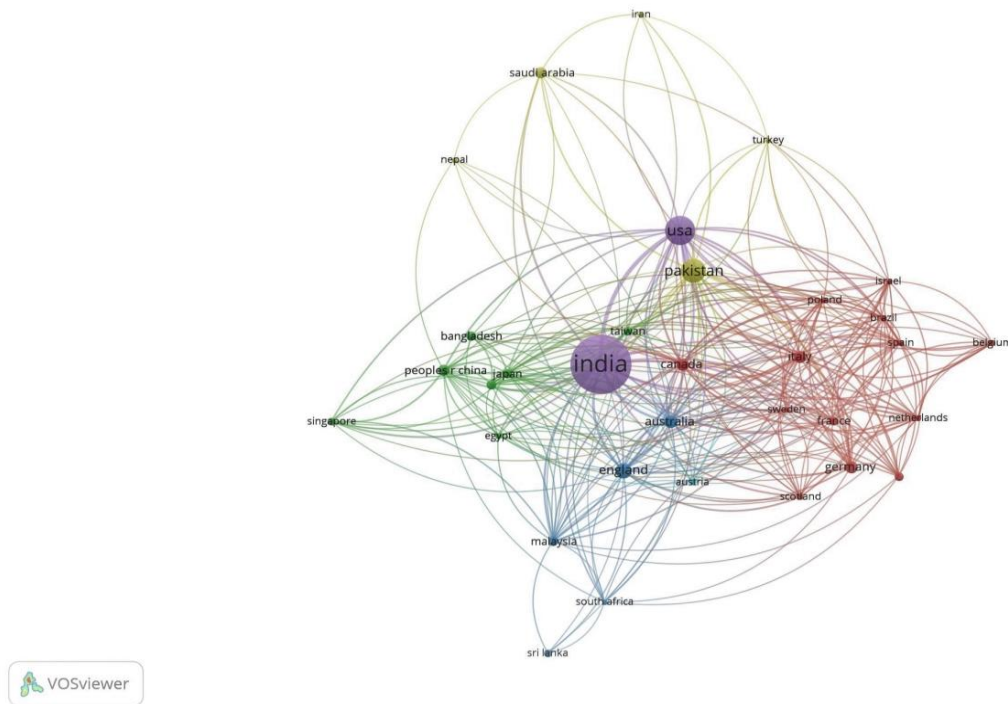 iran
saudi arabia
turkey
nepal
usa
pakistan
israel
poland
brazil
taiwan
bangladesh
spain
belgium
india
italy
canada
peoples r china
japan
sweden
netherlands
singapore
australia
france
egypt
england
germany
austria
scotland
malaysia
south africa
sri lanka
VOSviewer